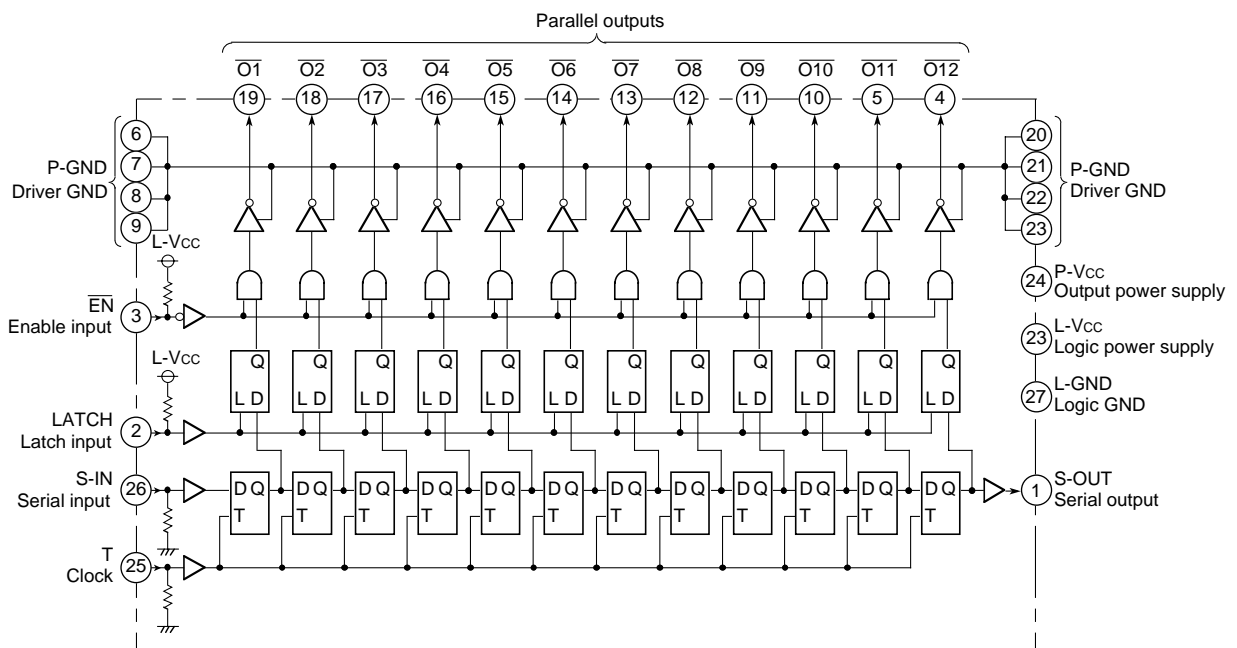 Parallel outputs
O1 O2 O3 O4 O5 O6 O7 O8 O9 O10 O11 O12
19 18 17 16 15 14 13 12 11 10 5 4
6
7
8
9
P-GND
Driver GND
20
21
22
23
P-GND
Driver GND
L-VCC
EN
Enable input
3
24
P-VCC
Output power supply
23
L-VCC
Logic power supply
27
L-GND
Logic GND
L-VCC
Q Q Q Q Q Q Q Q Q Q Q Q
L D L D L D L D L D L D L D L D L D L D L D L D
LATCH
Latch input
2
S-IN
Serial input
26
D Q D Q D Q D Q D Q D Q D Q D Q D Q D Q D Q D Q
T T T T T T T T T T T T
1
S-OUT
Serial output
T
Clock
25